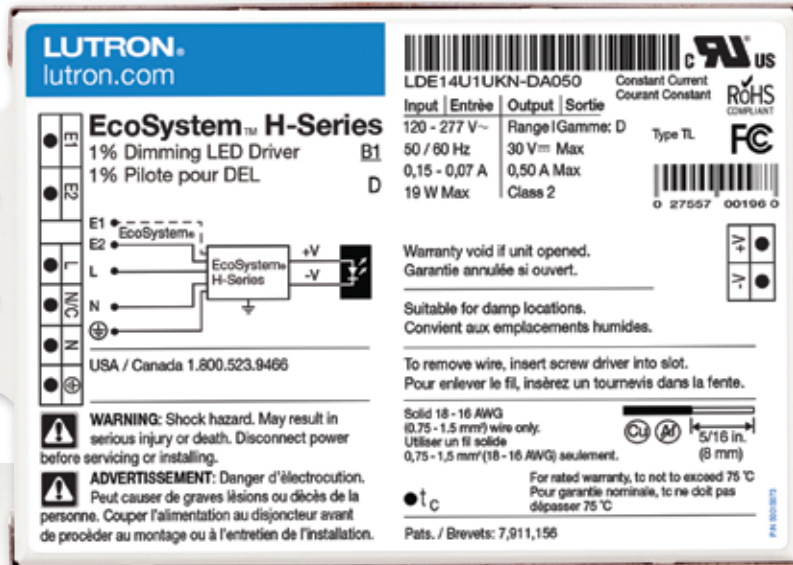 LUTRON®
lutron.com
EcoSystem™ H-Series
1% Dimming LED Driver B1
1% Pilote pour DEL D
E1
E2
L
N/C
N
E1
EcoSystem®
E2
L
N
EcoSystem®
H-Series
+V
-V
USA / Canada 1.800.523.9466
WARNING: Shock hazard. May result in
serious injury or death. Disconnect power
before servicing or installing.
ADVERTISSEMENT: Danger d'électrocution.
Peut causer de graves lèsions ou dècès de la
personne. Couper l'alimentation au disjoncteur avant
de procèder au montage ou à l'entretien de l'installation.
LDE14U1UKN-DA050
Constant Current
Courant Constant
c RU US
RoHS
COMPLIANT
Input | Entrèe | Output | Sortie
120 - 277 V~ Range|Gamme: D
50 / 60 Hz 30 V⎓ Max
0,15 - 0,07 A 0,50 A Max
19 W Max Class 2
Type TL
FC
0 27557 00196 0
+V
-V
Warranty void if unit opened.
Garantie annulée si ouvert.
Suitable for damp locations.
Convient aux emplacements humides.
To remove wire, insert screw driver into slot.
Pour enlever le fil, insèrez un tournevis dans la fente.
Solid 18 - 16 AWG
(0.75 - 1.5 mm²) wire only.
Utiliser un fil solide
0,75 - 1,5 mm² (18 - 16 AWG) seulement.
Cu Al
5/16 in.
(8 mm)
tc
For rated warranty, tc not to exceed 75 °C
Pour garantie nominale, tc ne doit pas
dépasser 75 °C
Pats. / Brevets: 7,911,156